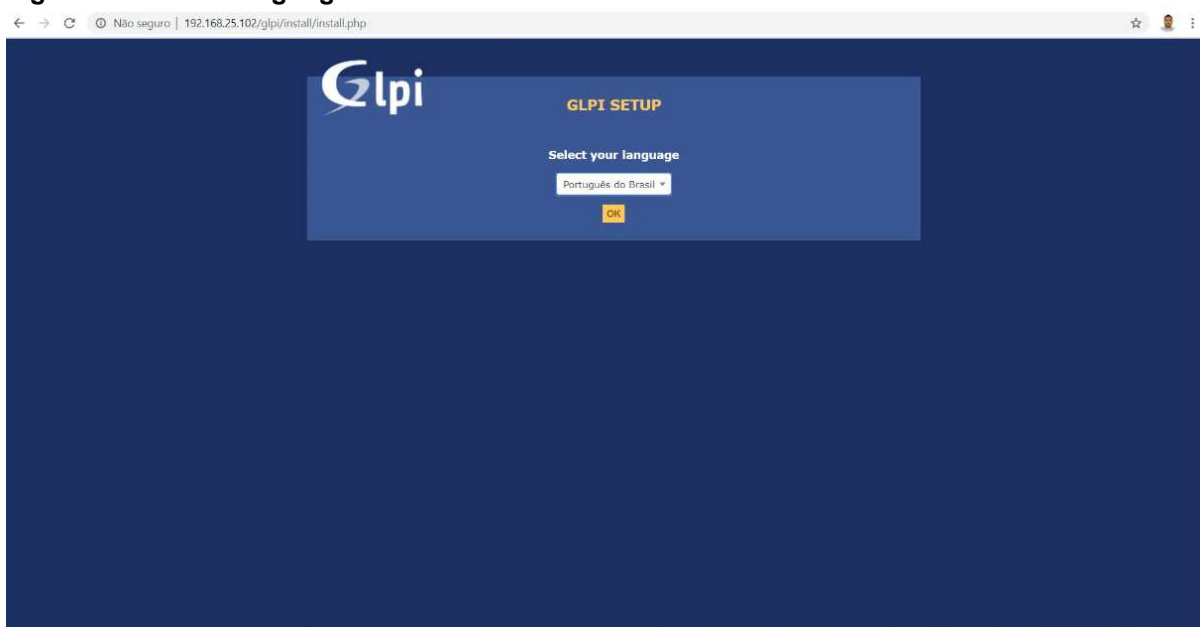 Não seguro | 192.168.25.102/glpi/install/install.php
Glpi
GLPI SETUP
Select your language
Português do Brasil
OK